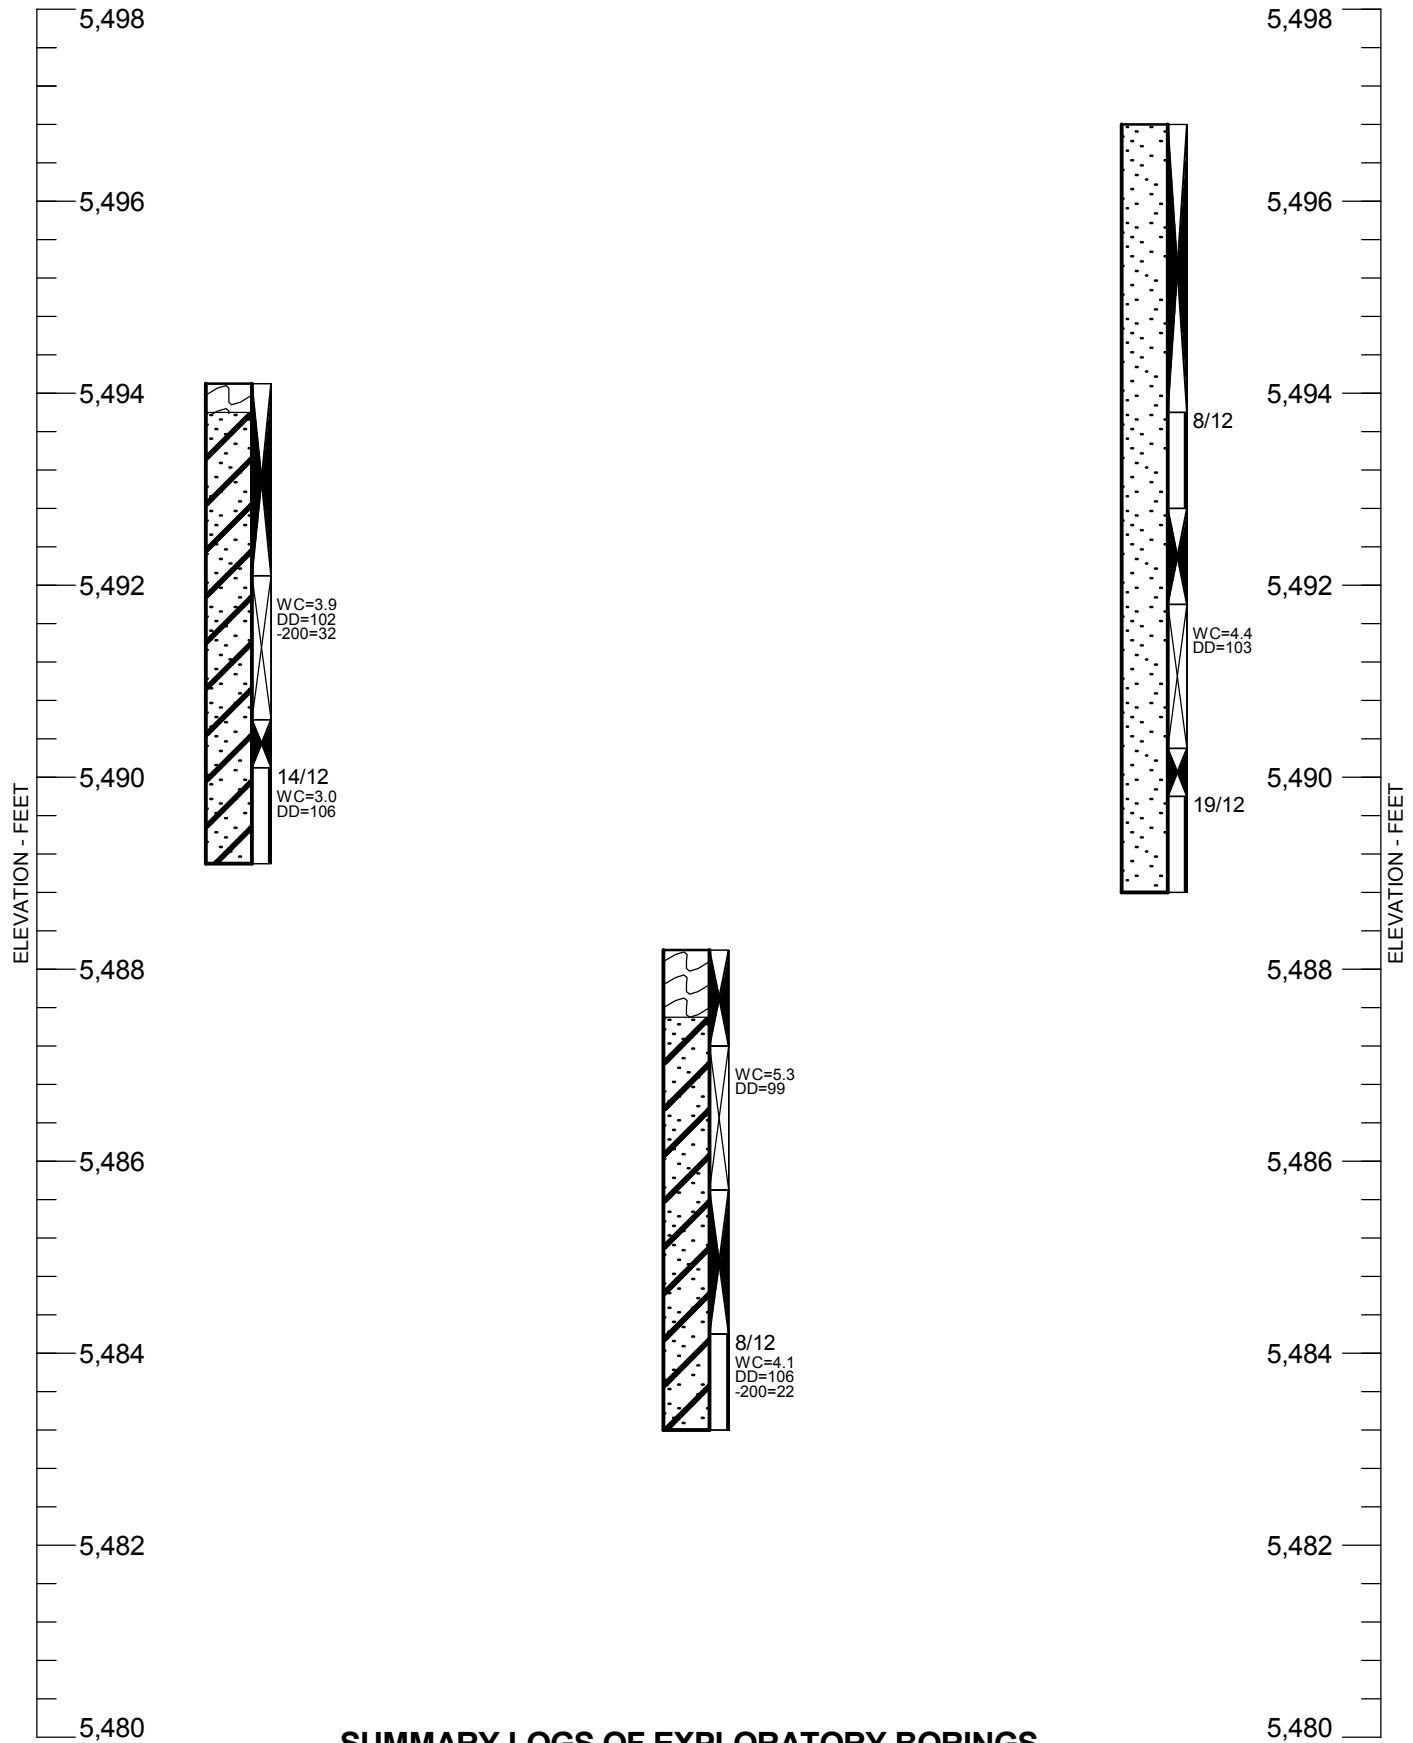 5,498
5,498
5,496
5,496
5,494
5,494
8/12
5,492
5,492
WC=3.9
DD=102
-200=32
WC=4.4
DD=103
5,490
14/12
WC=3.0
DD=106
5,490
19/12
ELEVATION - FEET
ELEVATION - FEET
5,488
5,488
WC=5.3
DD=99
5,486
5,486
5,484
8/12
WC=4.1
DD=106
-200=22
5,484
5,482
5,482
5,480
SUMMARY LOGS OF EXPLORATORY BORINGS
5,480